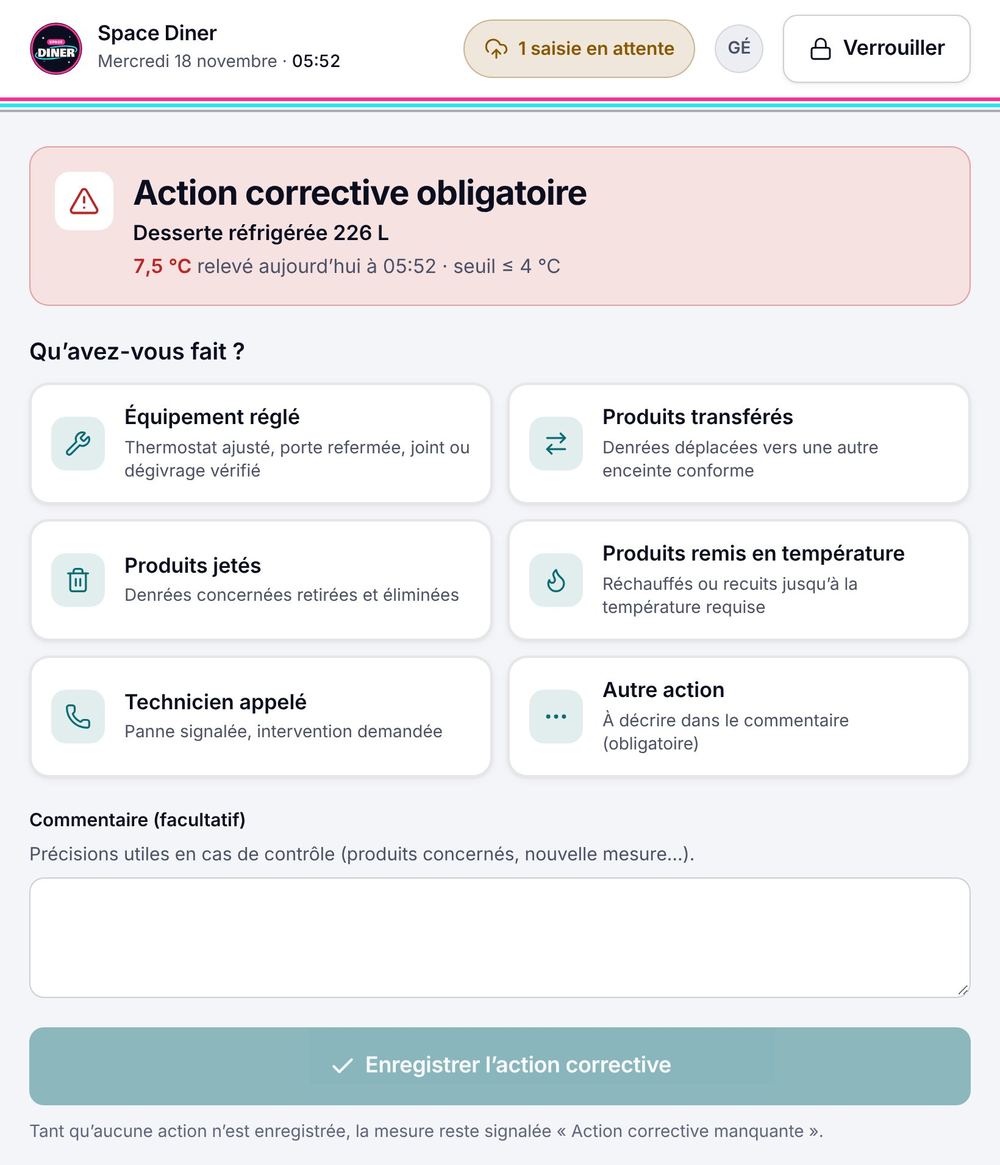 SPACE
DINER
Space Diner
Mercredi 18 novembre · 05:52
1 saisie en attente
GÉ
Verrouiller
Action corrective obligatoire
Desserte réfrigérée 226 L
7,5 °C relevé aujourd’hui à 05:52 · seuil ≤ 4 °C
Qu’avez-vous fait ?
Équipement réglé
Thermostat ajusté, porte refermée, joint ou
dégivrage vérifié
Produits transférés
Denrées déplacées vers une autre
enceinte conforme
Produits jetés
Denrées concernées retirées et éliminées
Produits remis en température
Réchauffés ou recuits jusqu’à la
température requise
Technicien appelé
Panne signalée, intervention demandée
Autre action
À décrire dans le commentaire
(obligatoire)
Commentaire (facultatif)
Précisions utiles en cas de contrôle (produits concernés, nouvelle mesure…).
Enregistrer l’action corrective
Tant qu’aucune action n’est enregistrée, la mesure reste signalée « Action corrective manquante ».